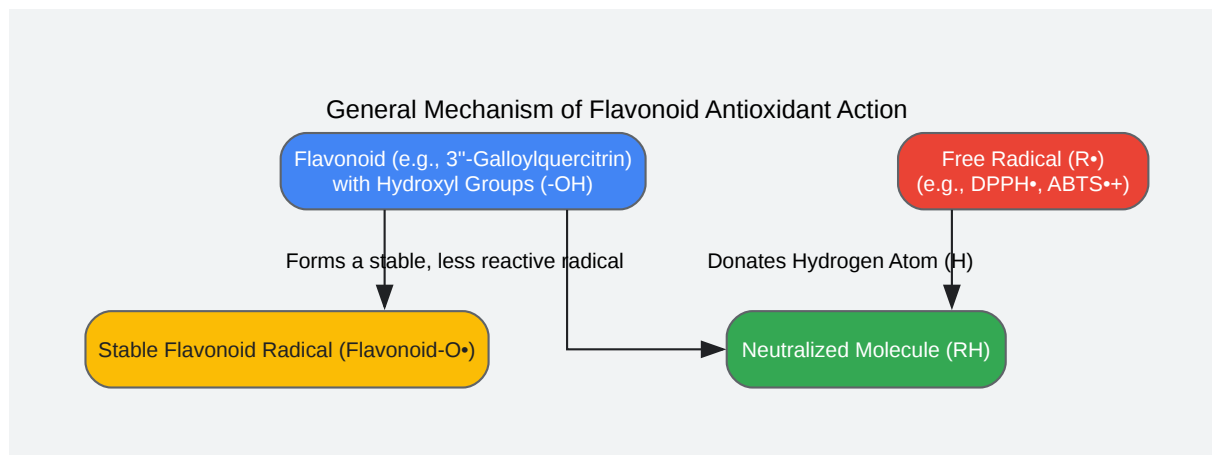 General Mechanism of Flavonoid Antioxidant Action
Flavonoid (e.g., 3"-Galloylquercitrin)
with Hydroxyl Groups (-OH)
Free Radical (R•)
(e.g., DPPH•, ABTS•+)
Forms a stable, less reactive radical
Donates Hydrogen Atom (H)
Stable Flavonoid Radical (Flavonoid-O•)
Neutralized Molecule (RH)